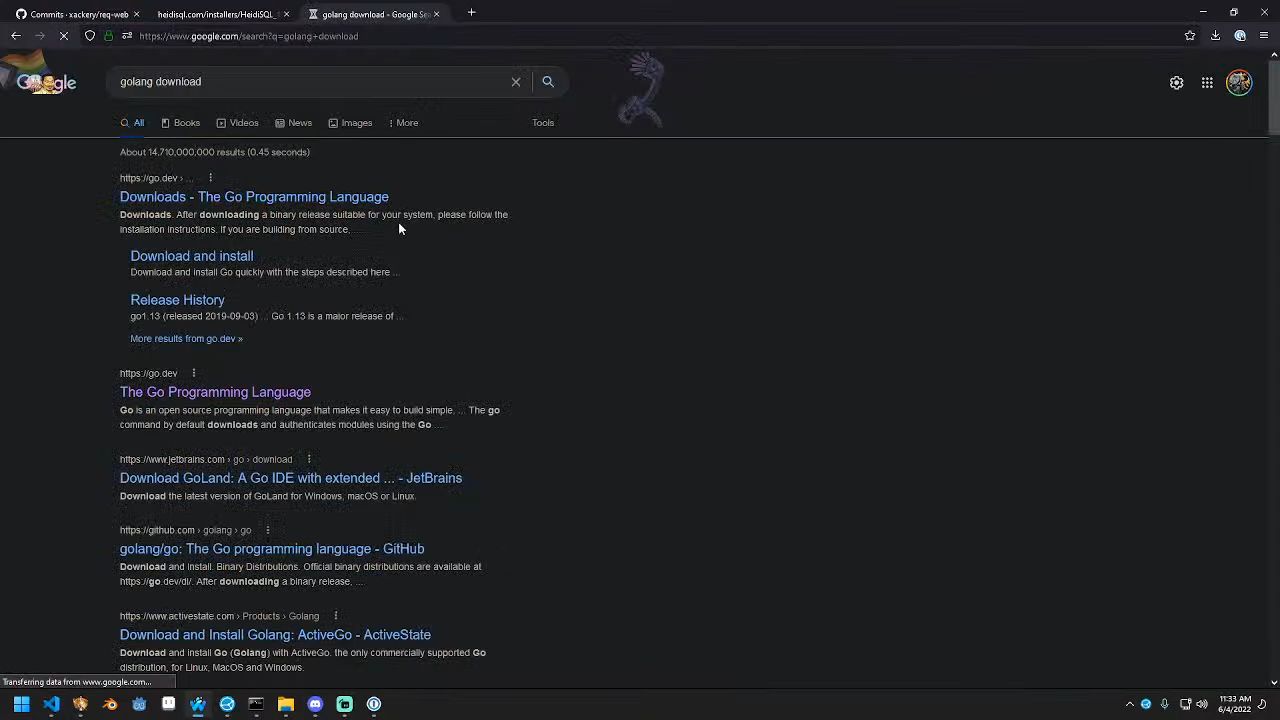 Commits · xackery/req-web
heidisql.com/installers/HeidiSQL_
golang download - Google Sea
https://www.google.com/search?q=golang+download
golang download
All
Books
Videos
News
Images
More
Tools
About 14,710,000,000 results (0.45 seconds)
https://go.dev › ...
Downloads - The Go Programming Language
Downloads. After downloading a binary release suitable for your system, please follow the
installation instructions. If you are building from source,
Download and install
Download and install Go quickly with the steps described here ...
Release History
go1.13 (released 2019-09-03) ... Go 1.13 is a major release of ...
More results from go.dev »
https://go.dev
The Go Programming Language
Go is an open source programming language that makes it easy to build simple, ... The go
command by default downloads and authenticates modules using the Go ...
https://www.jetbrains.com › go › download
Download GoLand: A Go IDE with extended ... - JetBrains
Download the latest version of GoLand for Windows, macOS or Linux.
https://github.com › golang › go
golang/go: The Go programming language - GitHub
Download and Install. Binary Distributions. Official binary distributions are available at
https://go.dev/dl/. After downloading a binary release, ...
https://www.activestate.com › Products › Golang
Download and Install Golang: ActiveGo - ActiveState
Download and install Go (Golang) with ActiveGo. the only commercially supported Go
distribution, for Linux, MacOS and Windows.
Transferring data from www.google.com...
11:33 AM
6/4/2022